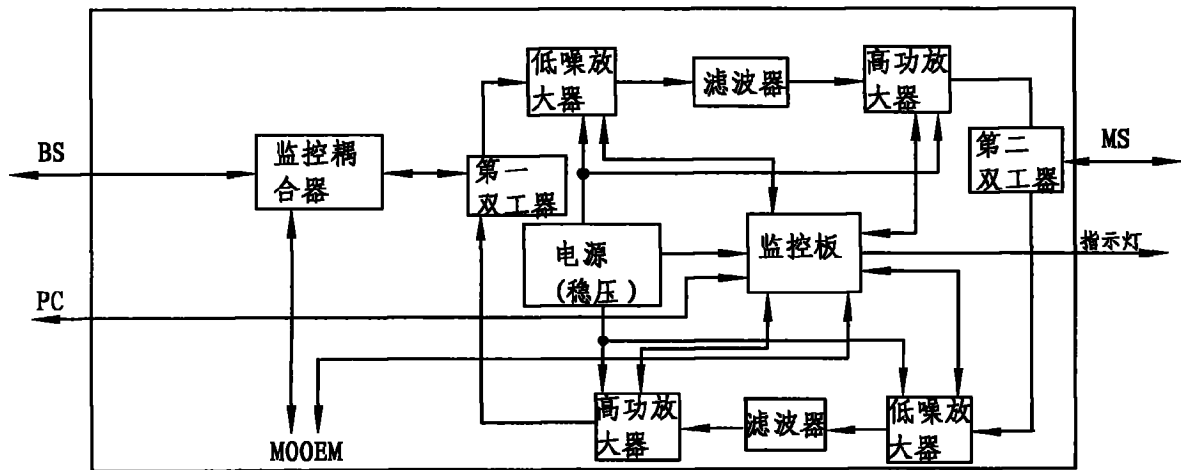 低噪放
大器
滤波器
高功放
大器
BS
监控耦
合器
第一
双工器
第二
双工器
MS
电源
(稳压)
监控板
指示灯
PC
高功放
大器
滤波器
低噪放
大器
MOOEM